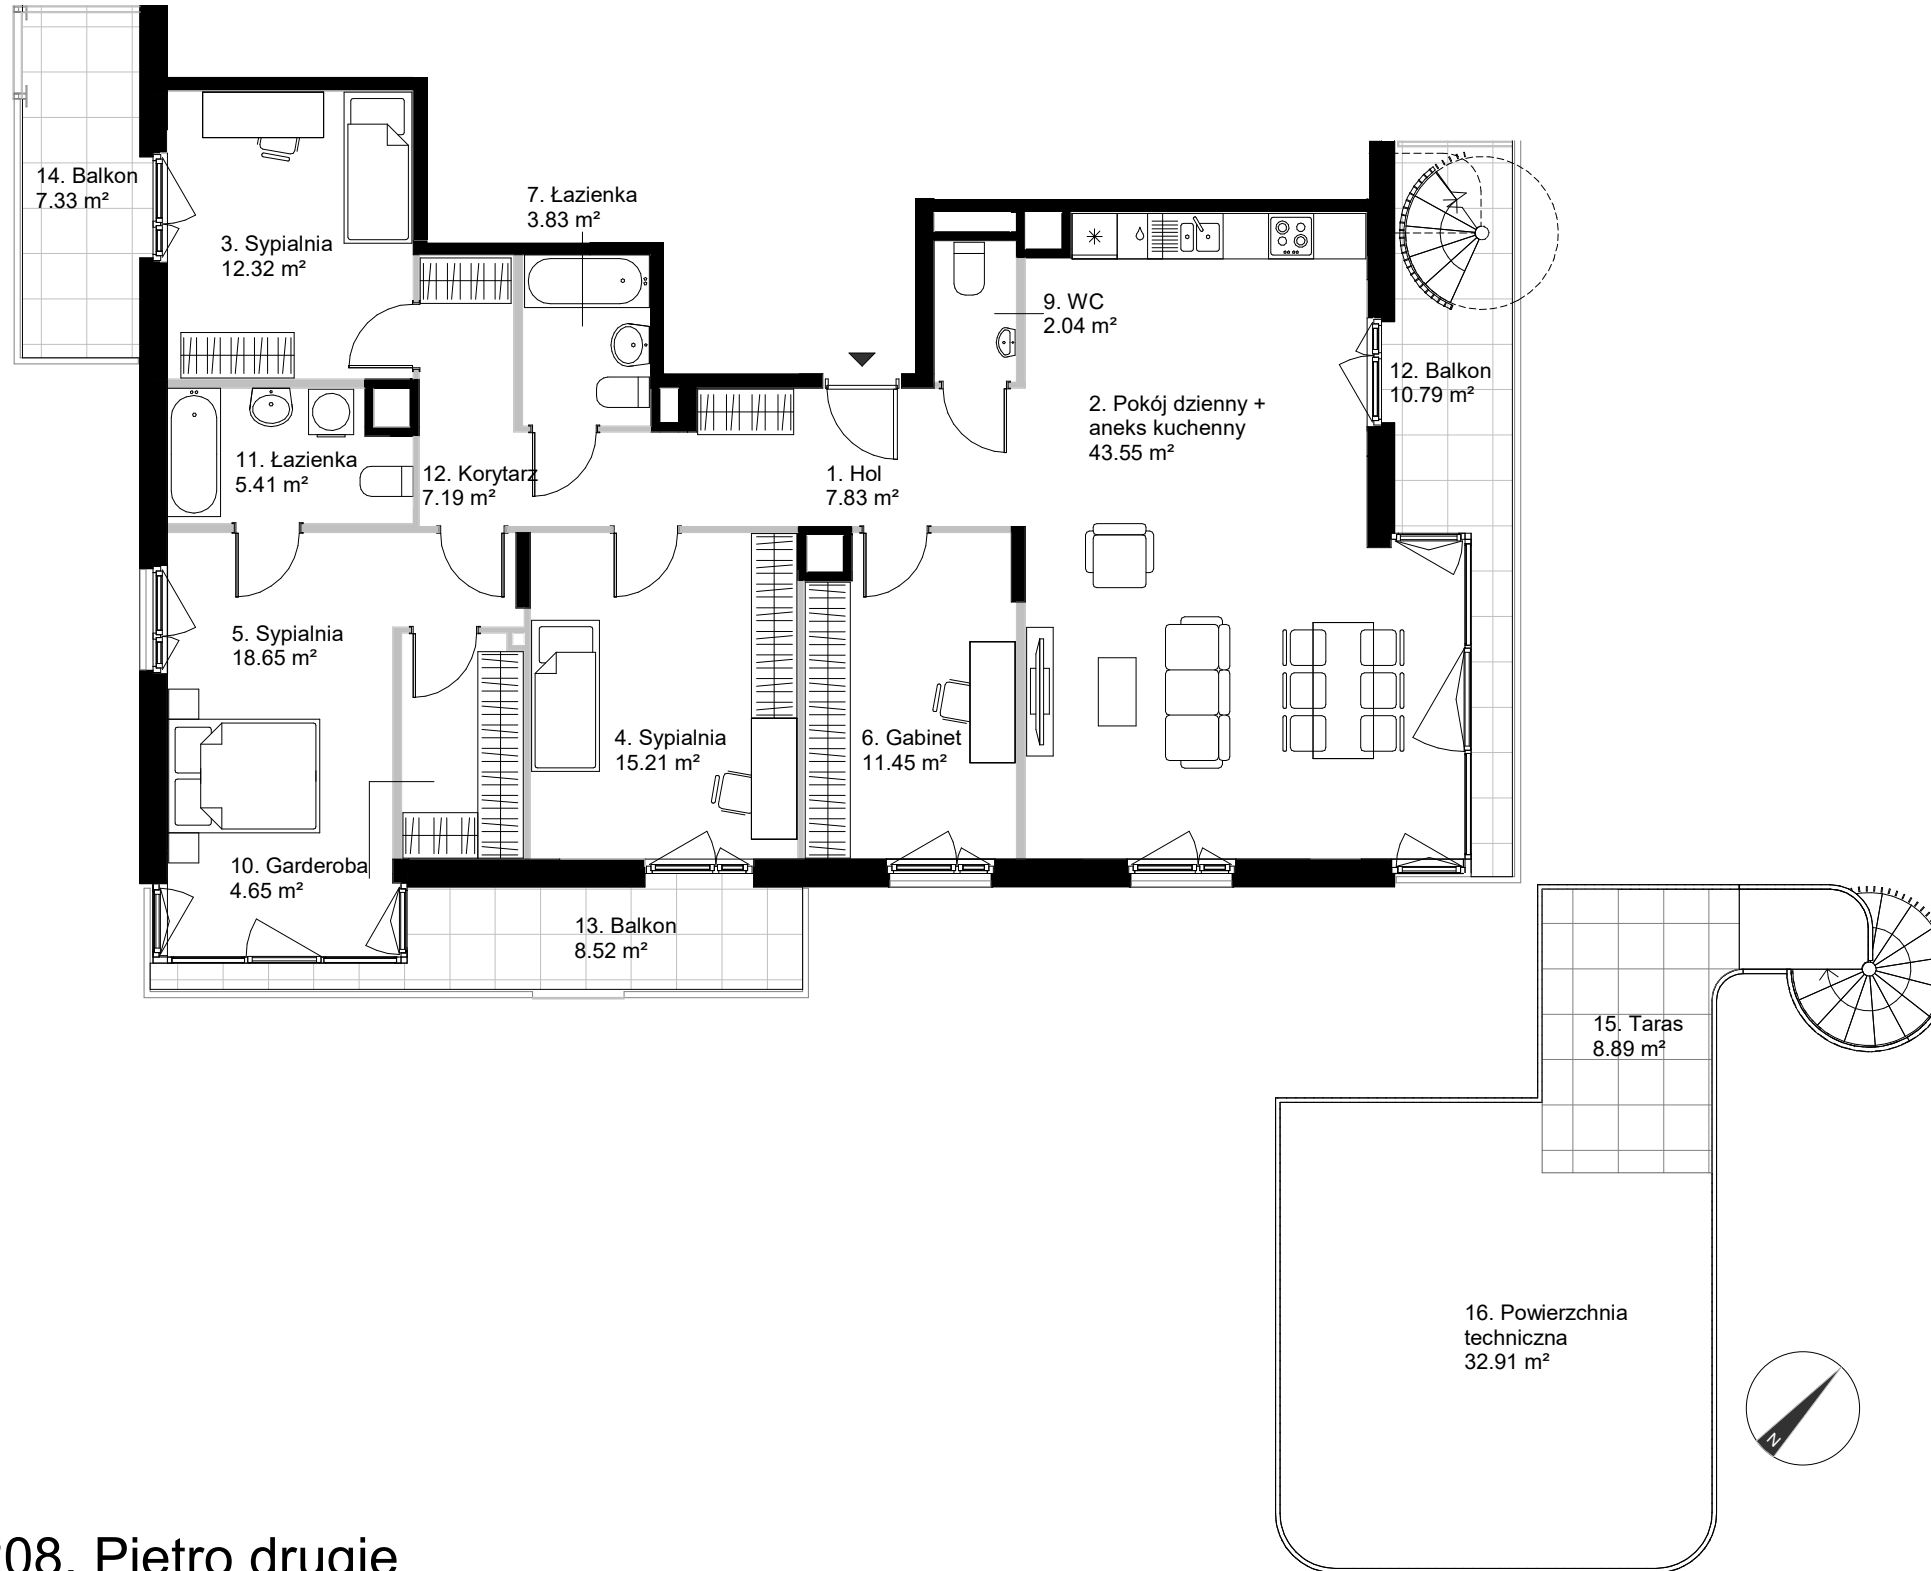 14. Balkon
7.33 m²
3. Sypialnia
12.32 m²
7. Łazienka
3.83 m²
9. WC
2.04 m²
12. Balkon
10.79 m²
2. Pokój dzienny +
aneks kuchenny
43.55 m²
11. Łazienka
5.41 m²
12. Korytarz
7.19 m²
1. Hol
7.83 m²
5. Sypialnia
18.65 m²
4. Sypialnia
15.21 m²
6. Gabinet
11.45 m²
10. Garderoba
4.65 m²
13. Balkon
8.52 m²
15. Taras
8.89 m²
16. Powierzchnia
techniczna
32.91 m²
N
08. Piętro drugie